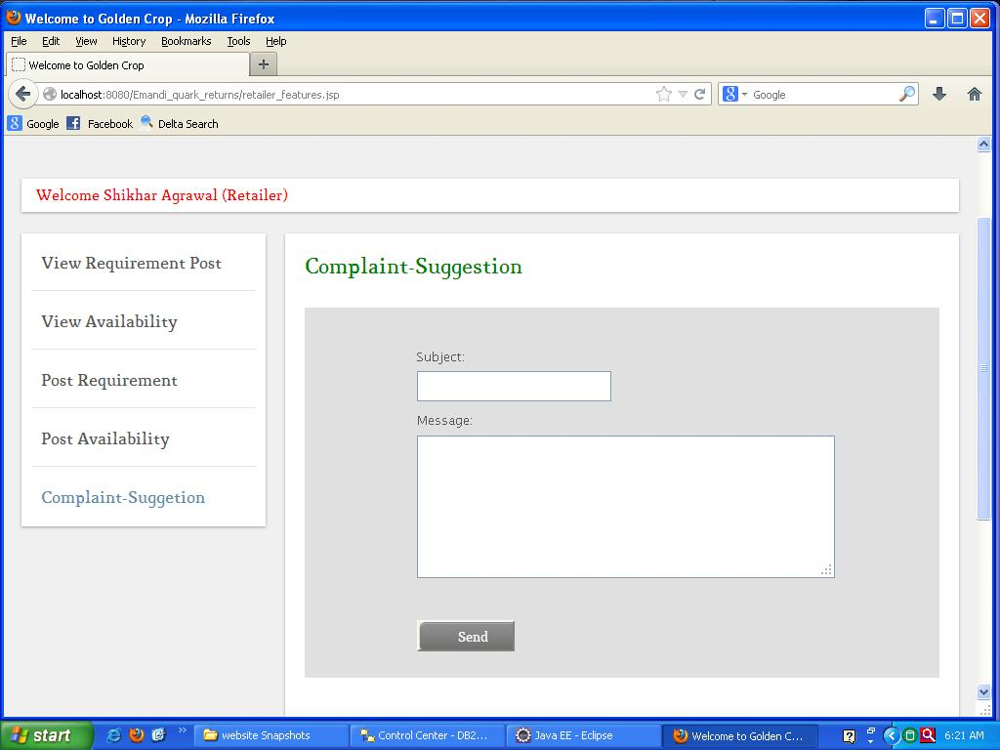 Welcome to Golden Crop - Mozilla Firefox
File Edit View History Bookmarks Tools Help
Welcome to Golden Crop
localhost:8080/Emandi_quark_returns/retailer_features.jsp
Google
Google Facebook Delta Search
Welcome Shikhar Agrawal (Retailer)
View Requirement Post
View Availability
Post Requirement
Post Availability
Complaint-Suggetion
Complaint-Suggestion
Subject:
Message:
Send
start website Snapshots Control Center - DB2... Java EE - Eclipse Welcome to Golden C... 6:21 AM